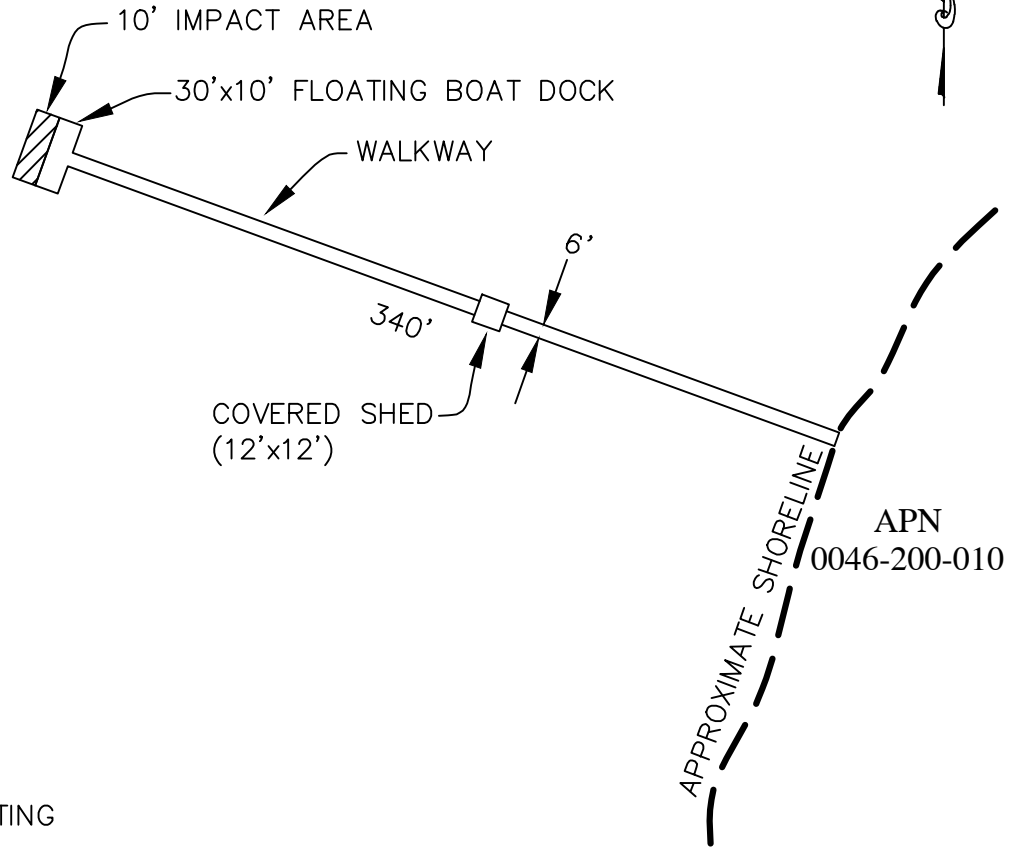 10' IMPACT AREA
30'x10' FLOATING BOAT DOCK
WALKWAY
6'
340'
COVERED SHED
(12'x12')
APPROXIMATE SHORELINE
APN
0046-200-010